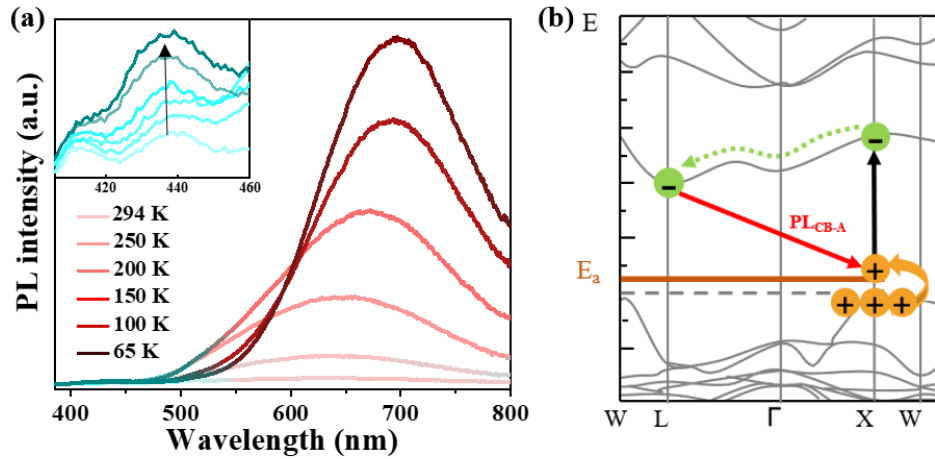 (a)
PL intensity (a.u.)
420 440 460
294 K
250 K
200 K
150 K
100 K
65 K
400 500 600 700 800
Wavelength (nm)
(b)
E
PL_CB-A
E_a
W L Γ X W